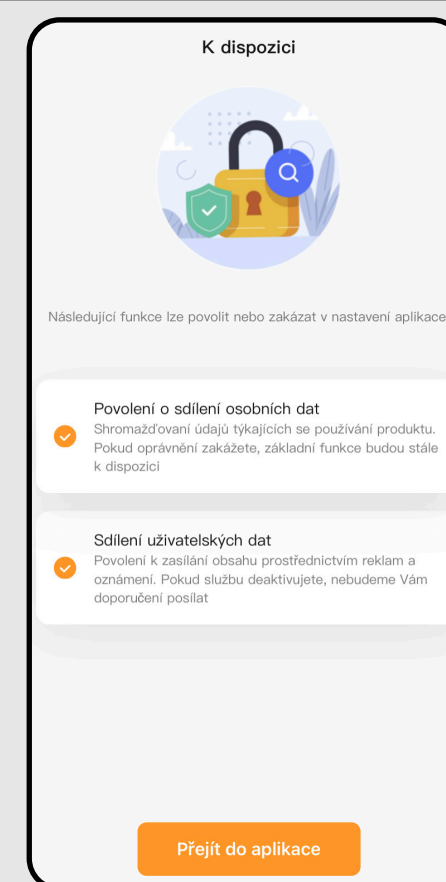 K dispozici
Následující funkce lze povolit nebo zakázat v nastavení aplikace
Povolení o sdílení osobních dat
Shromažďovaní údajů týkajících se používání produktu.
Pokud oprávnění zakážete, základní funkce budou stále
k dispozici
Sdílení uživatelských dat
Povolení k zasílání obsahu prostřednictvím reklam a
oznámení. Pokud službu deaktivujete, nebudeme Vám
doporučení posílat
Přejít do aplikace